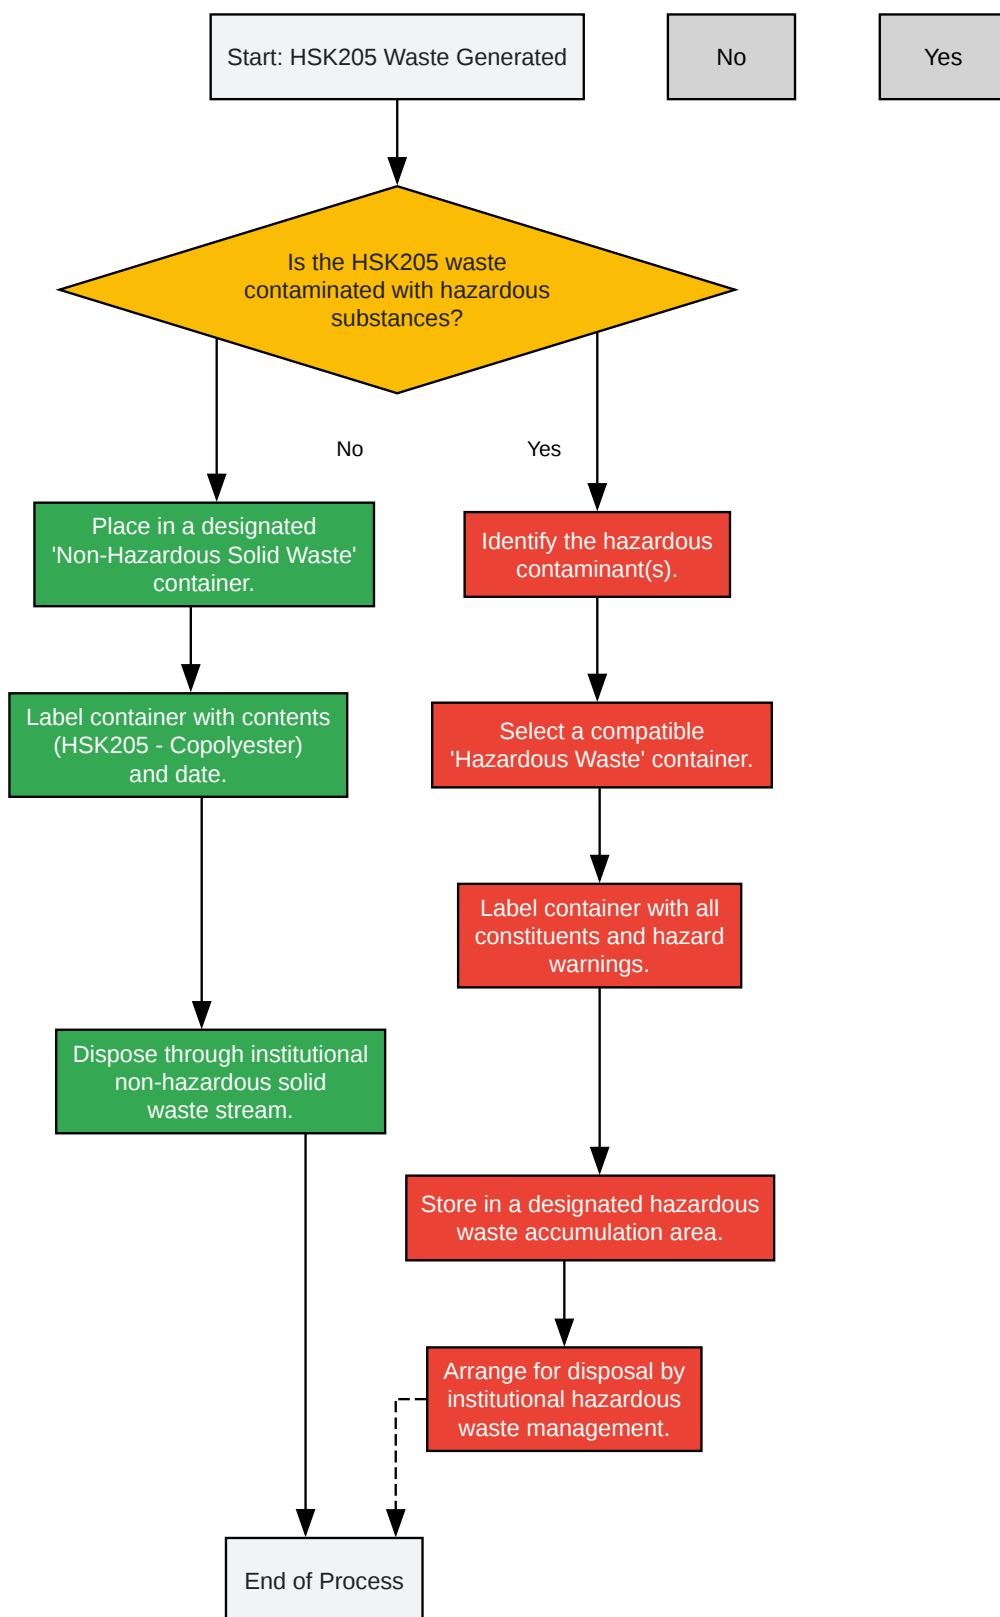 Start: HSK205 Waste Generated
No
Yes
Is the HSK205 waste
contaminated with hazardous
substances?
No
Yes
Place in a designated
'Non-Hazardous Solid Waste'
container.
Identify the hazardous
contaminant(s).
Label container with contents
(HSK205 - Copolyester)
and date.
Select a compatible
'Hazardous Waste' container.
Label container with all
constituents and hazard
warnings.
Dispose through institutional
non-hazardous solid
waste stream.
Store in a designated hazardous
waste accumulation area.
Arrange for disposal by
institutional hazardous
waste management.
End of Process